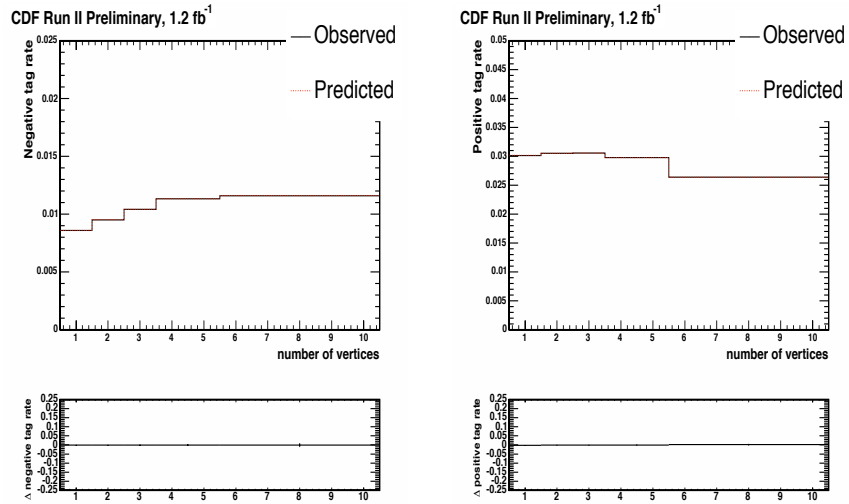 CDF Run II Preliminary, 1.2 fb-1
Observed
Predicted
Negative tag rate
0.025
0.02
0.015
0.01
0.005
0
1 2 3 4 5 6 7 8 9 10
number of vertices
Δ negative tag rate
0.25
0.2
0.15
0.1
0.05
0
-0.05
-0.1
-0.15
-0.2
-0.25
1 2 3 4 5 6 7 8 9 10
CDF Run II Preliminary, 1.2 fb-1
Observed
Predicted
Positive tag rate
0.05
0.045
0.04
0.035
0.03
0.025
0.02
0.015
0.01
0.005
0
1 2 3 4 5 6 7 8 9 10
number of vertices
Δ positive tag rate
0.25
0.2
0.15
0.1
0.05
0
-0.05
-0.1
-0.15
-0.2
-0.25
1 2 3 4 5 6 7 8 9 10